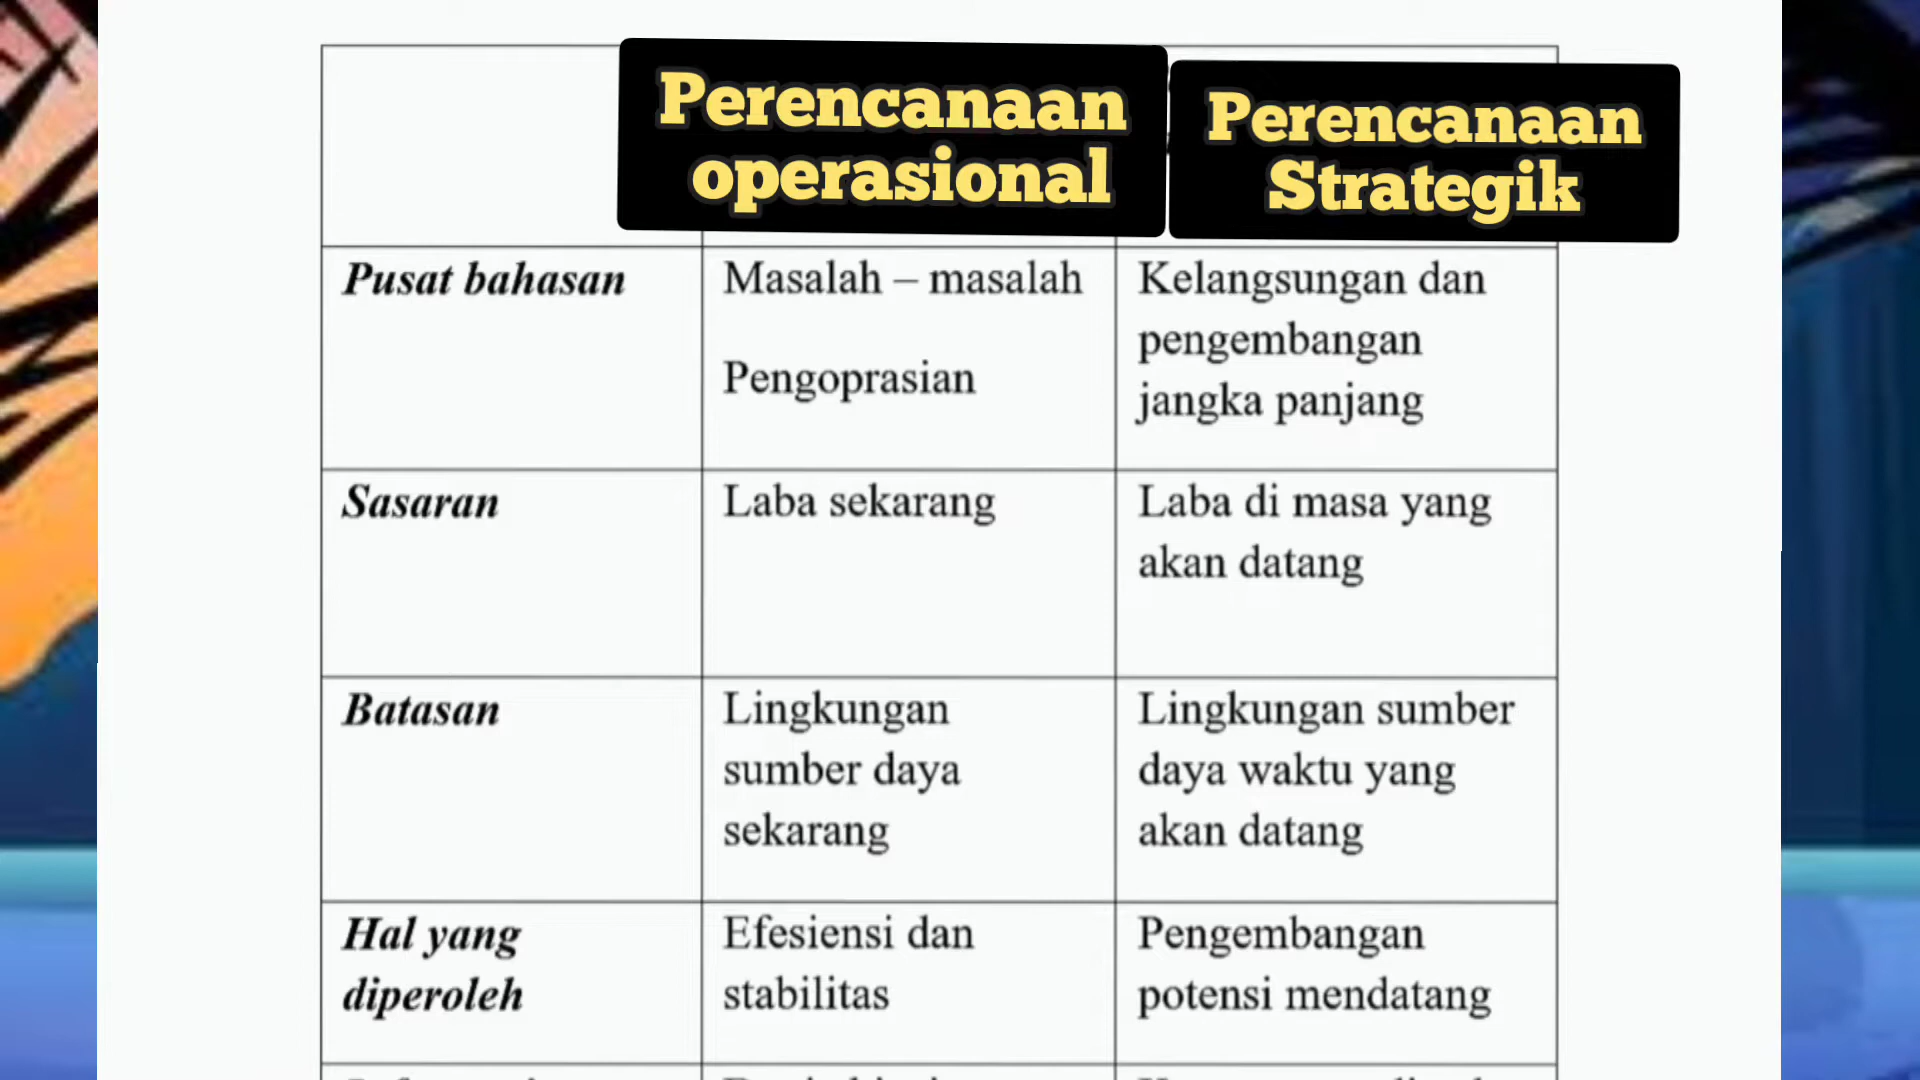 Perencanaan
operasional
Perencanaan
Strategik
Pusat bahasan
Masalah – masalah
Pengoprasian
Kelangsungan dan
pengembangan
jangka panjang
Sasaran
Laba sekarang
Laba di masa yang
akan datang
Batasan
Lingkungan
sumber daya
sekarang
Lingkungan sumber
daya waktu yang
akan datang
Hal yang
diperoleh
Efesiensi dan
stabilitas
Pengembangan
potensi mendatang